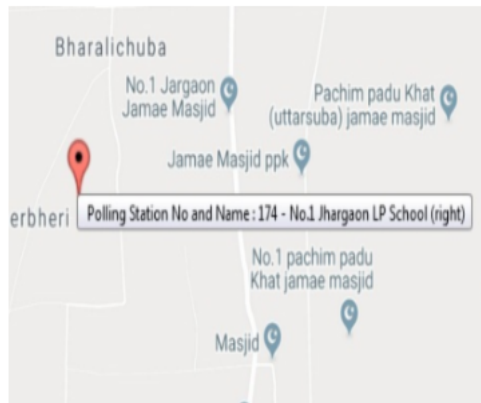 Bharalichuba
No.1 Jargaon
Jamae Masjid
Pachim padu Khat
(uttarsuba) jamae masjid
Jamae Masjid ppk
erbheri
Polling Station No and Name : 174 - No.1 Jhargaon LP School (right)
No.1 pachim padu
Khat jamae masjid
Masjid